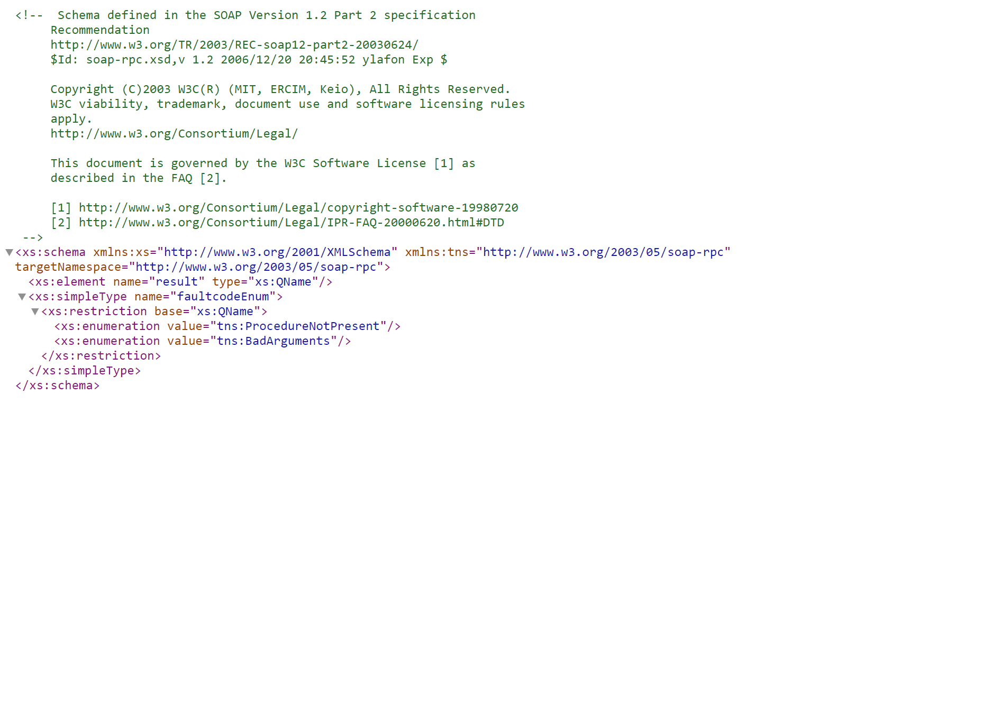 <!--  Schema defined in the SOAP Version 1.2 Part 2 specification
Recommendation
http://www.w3.org/TR/2003/REC-soap12-part2-20030624/
$Id: soap-rpc.xsd,v 1.2 2006/12/20 20:45:52 ylafon Exp $
Copyright (C)2003 W3C(R) (MIT, ERCIM, Keio), All Rights Reserved.
W3C viability, trademark, document use and software licensing rules
apply.
http://www.w3.org/Consortium/Legal/
This document is governed by the W3C Software License [1] as
described in the FAQ [2].
[1] http://www.w3.org/Consortium/Legal/copyright-software-19980720
[2] http://www.w3.org/Consortium/Legal/IPR-FAQ-20000620.html#DTD
-->
<xs:schema xmlns:xs="http://www.w3.org/2001/XMLSchema" xmlns:tns="http://www.w3.org/2003/05/soap-rpc"
targetNamespace="http://www.w3.org/2003/05/soap-rpc">
<xs:element name="result" type="xs:QName"/>
<xs:simpleType name="faultcodeEnum">
<xs:restriction base="xs:QName">
<xs:enumeration value="tns:ProcedureNotPresent"/>
<xs:enumeration value="tns:BadArguments"/>
</xs:restriction>
</xs:simpleType>
</xs:schema>